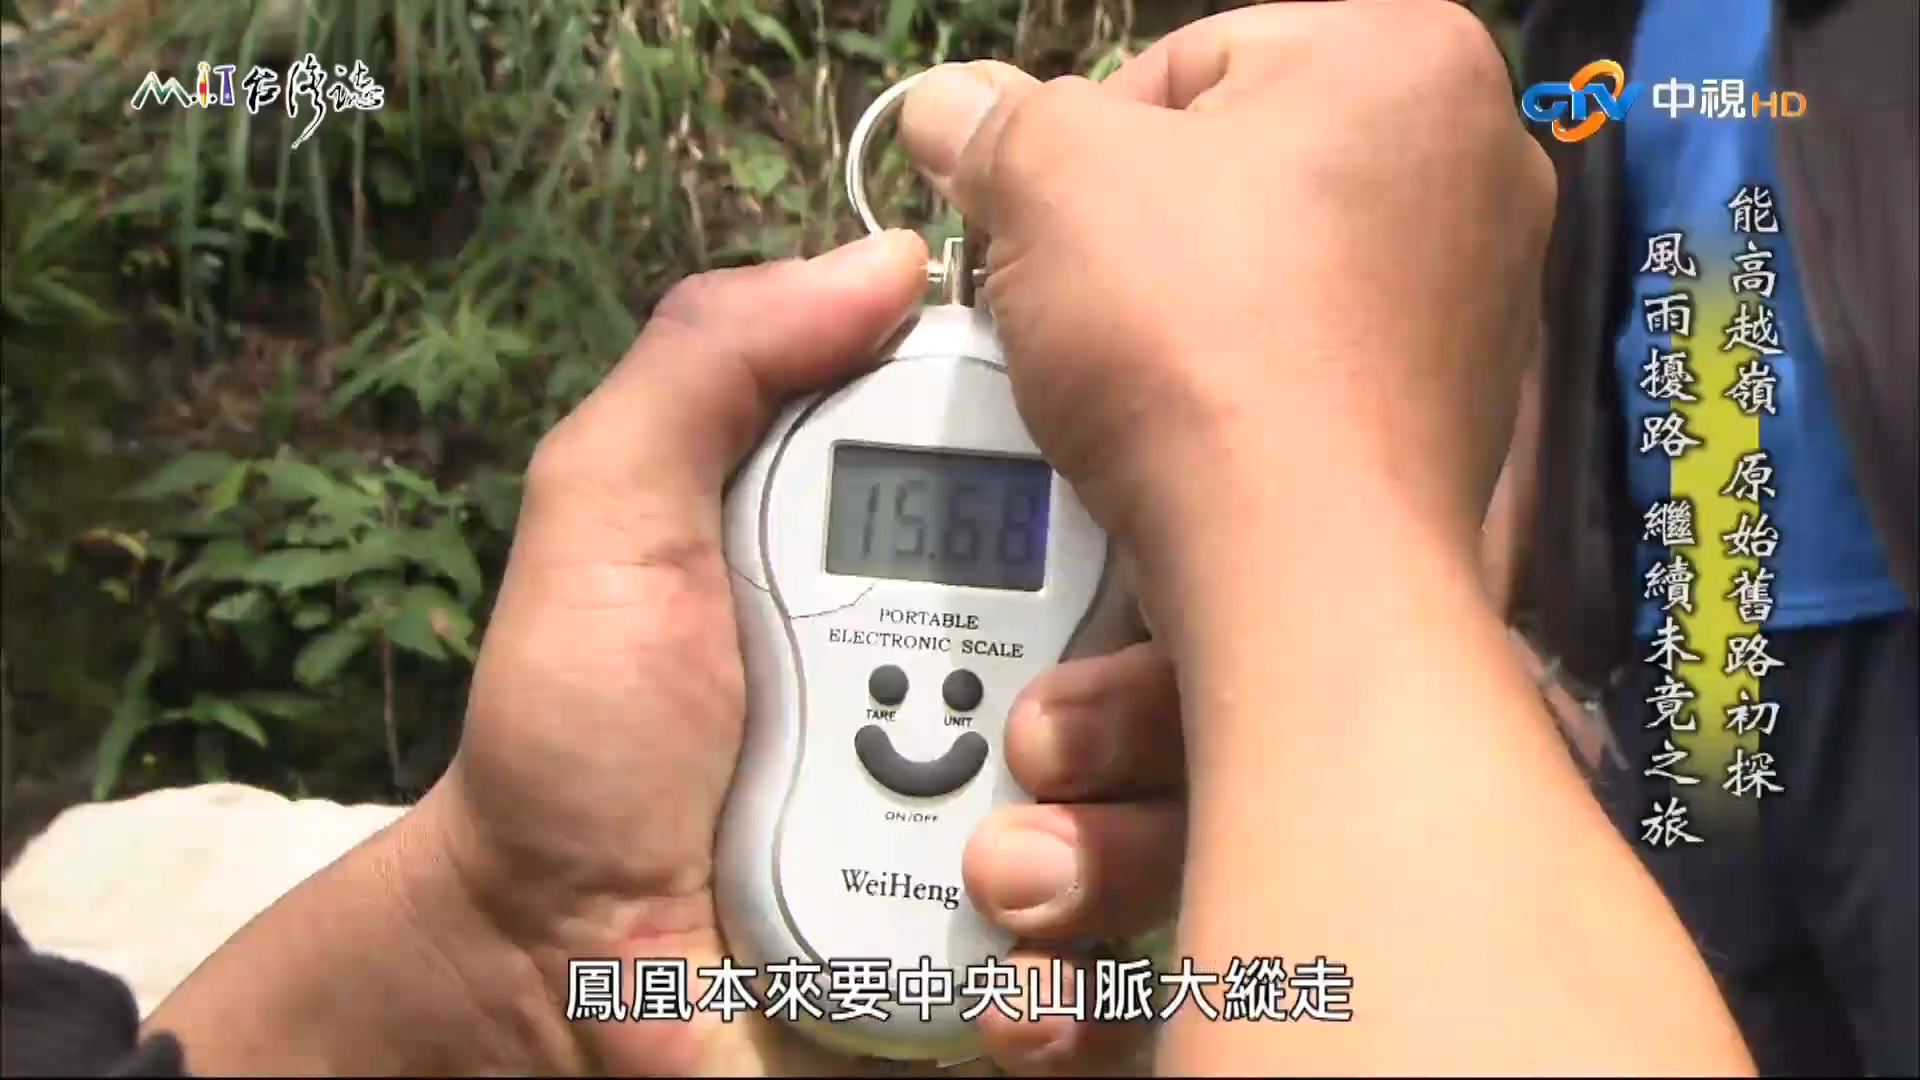 M.I.T台灣誌
CTV 中視HD
能高越嶺 原始舊路初探
風雨擾路 繼續未竟之旅
15.68
PORTABLE
ELECTRONIC SCALE
TARE UNIT
ON/OFF
WeiHeng
鳳凰本來要中央山脈大縱走